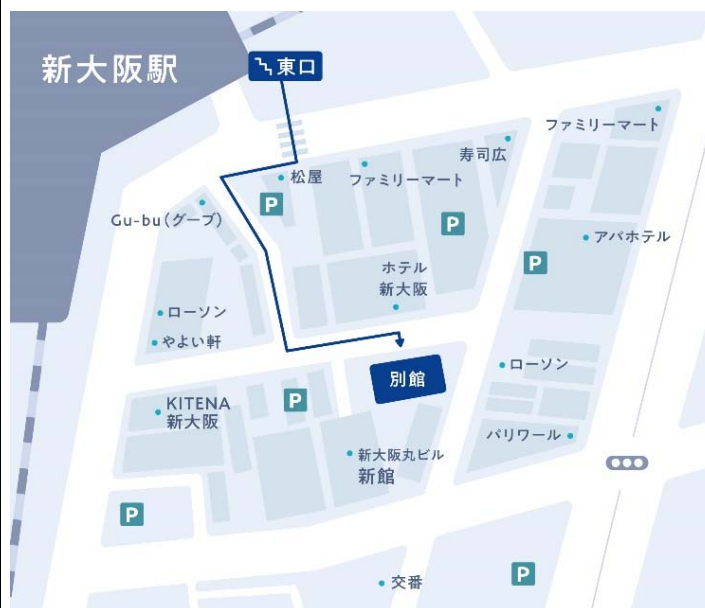 新大阪駅
東口
ファミリーマート
寿司広
松屋
ファミリーマート
P
Gu-bu(グーブ)
P
アパホテル
P
ホテル
新大阪
ローソン
やよい軒
ローソン
別館
KITENA
新大阪
P
パリワール
新大阪丸ビル
新館
P
P
交番